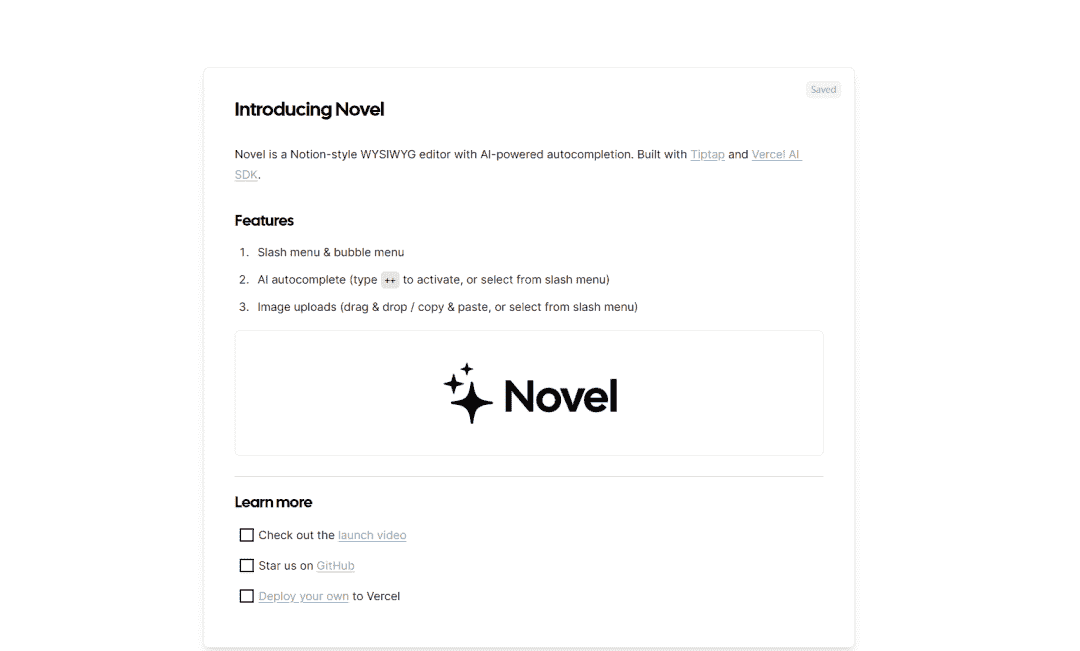 Saved
Introducing Novel
Novel is a Notion-style WYSIWYG editor with AI-powered autocompletion. Built with Tiptap and Vercel AI
SDK.
Features
1. Slash menu & bubble menu
2. AI autocomplete (type ++ to activate, or select from slash menu)
3. Image uploads (drag & drop / copy & paste, or select from slash menu)
Novel
Learn more
Check out the launch video
Star us on GitHub
Deploy your own to Vercel